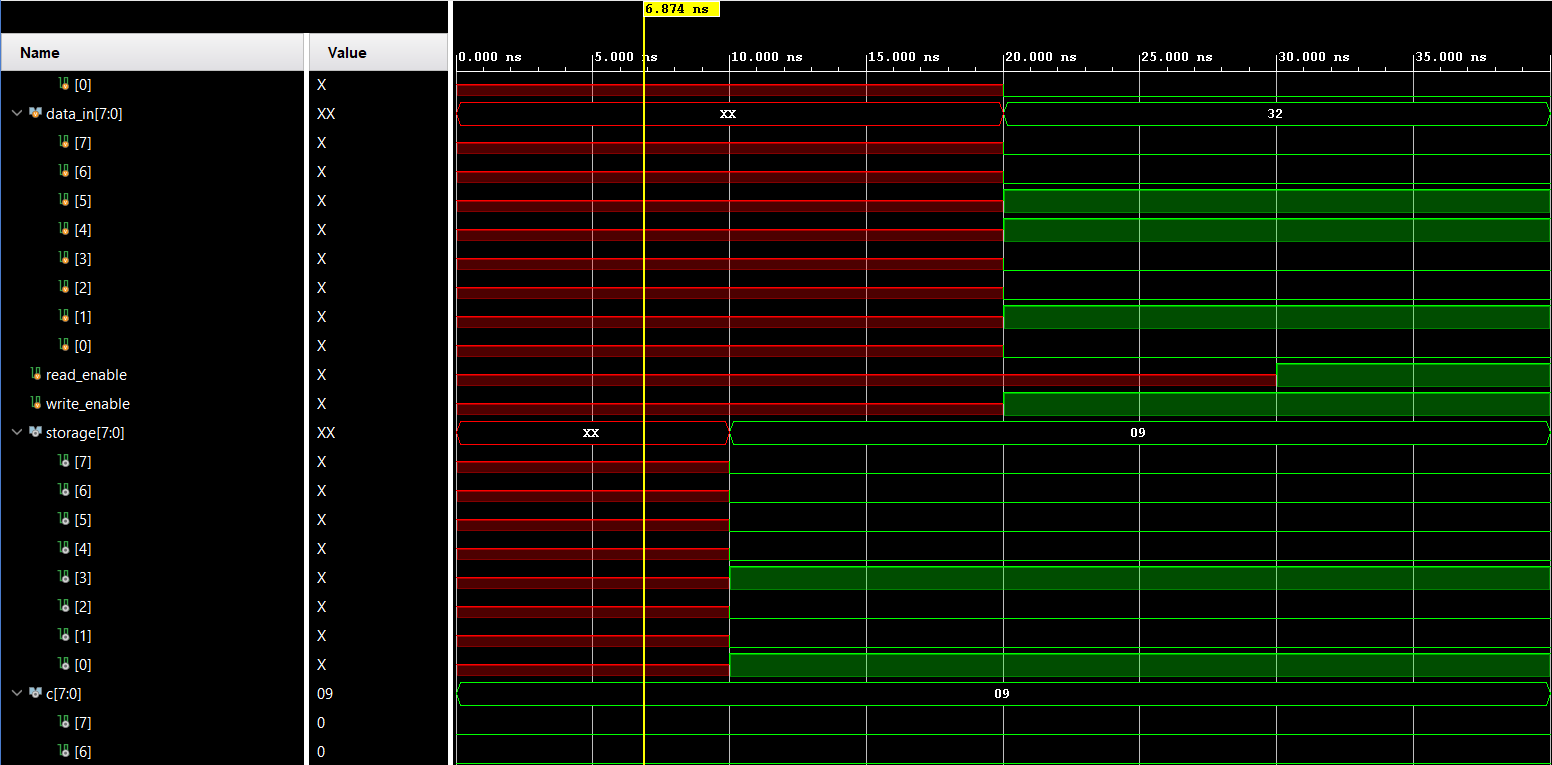 6.874 ns
Name Value
0.000 ns 5.000 ns 10.000 ns 15.000 ns 20.000 ns 25.000 ns 30.000 ns 35.000 ns
[0] X
data_in[7:0] XX XX 32
[7] X
[6] X
[5] X
[4] X
[3] X
[2] X
[1] X
[0] X
read_enable X
write_enable X
storage[7:0] XX XX 09
[7] X
[6] X
[5] X
[4] X
[3] X
[2] X
[1] X
[0] X
c[7:0] 09 09
[7] 0
[6] 0